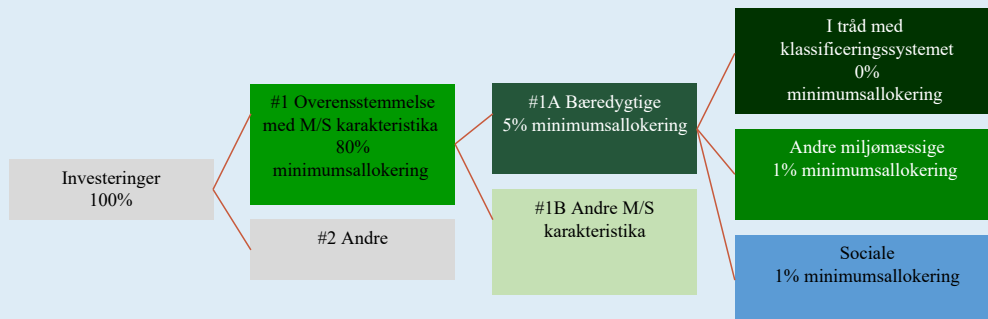 Investeringer
100%
#1 Overensstemmelse
med M/S karakteristika
80%
minimumsallokering
#2 Andre
#1A Bæredygtige
5% minimumsallokering
#1B Andre M/S
karakteristika
I tråd med
klassificeringssystemet
0%
minimumsallokering
Andre miljømæssige
1% minimumsallokering
Sociale
1% minimumsallokering